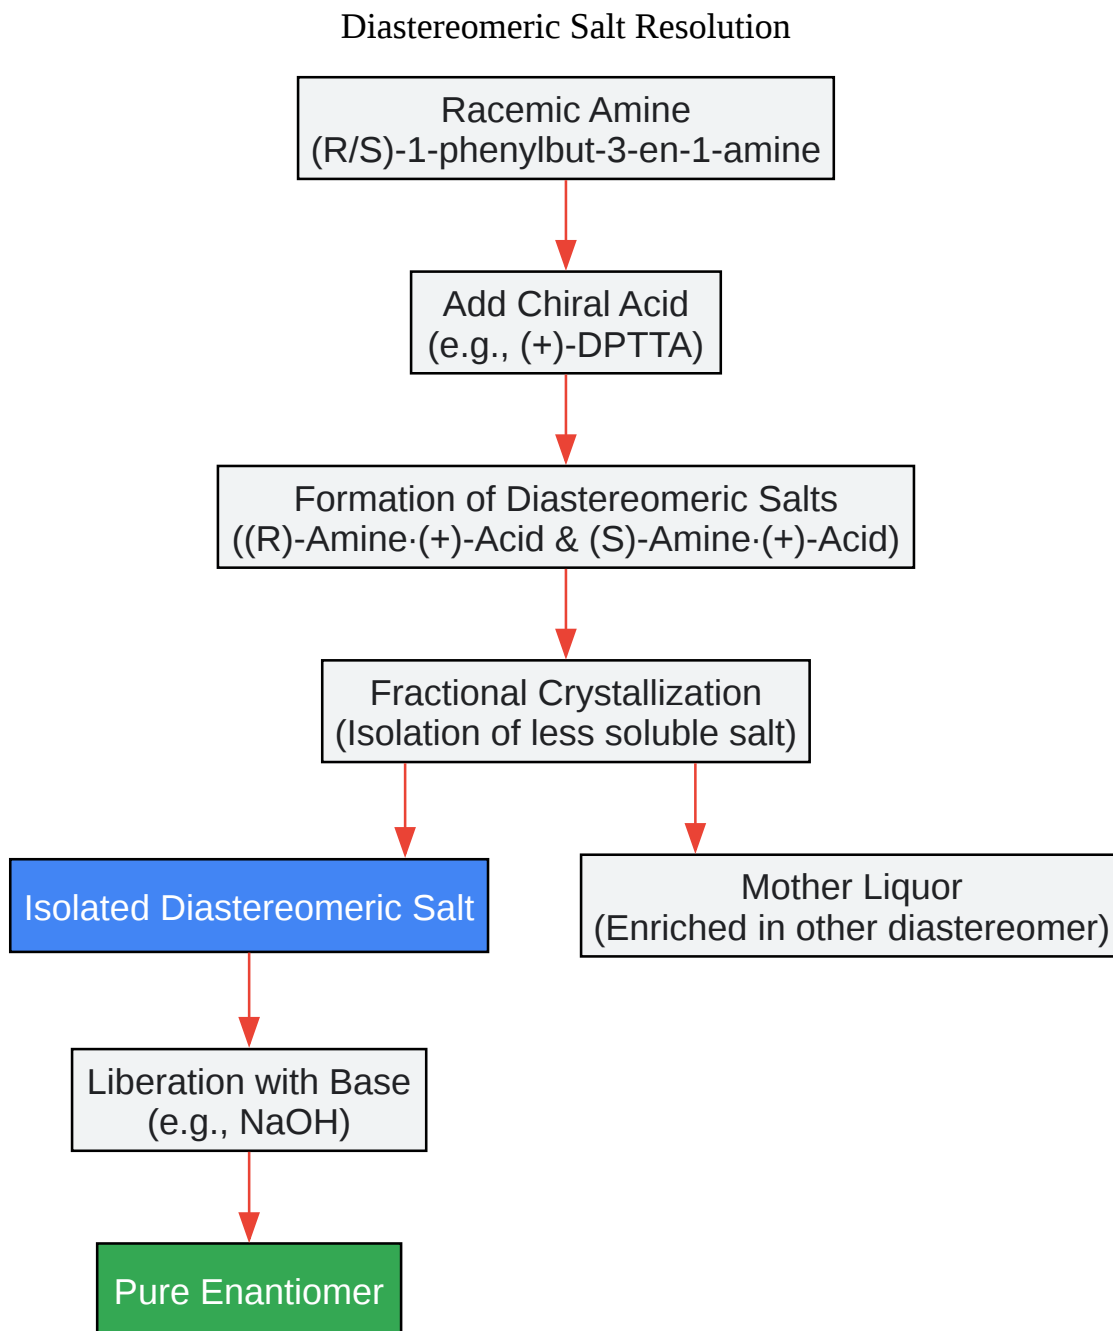 Diastereomeric Salt Resolution
Racemic Amine
(R/S)-1-phenylbut-3-en-1-amine
Add Chiral Acid
(e.g., (+)-DPTTA)
Formation of Diastereomeric Salts
((R)-Amine·(+)-Acid & (S)-Amine·(+)-Acid)
Fractional Crystallization
(Isolation of less soluble salt)
Isolated Diastereomeric Salt
Mother Liquor
(Enriched in other diastereomer)
Liberation with Base
(e.g., NaOH)
Pure Enantiomer